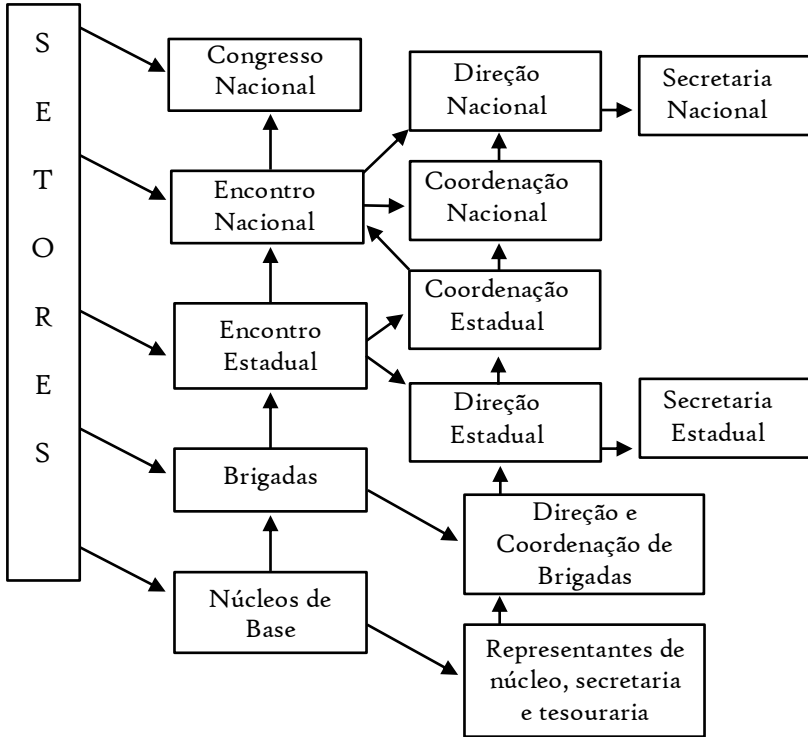 S
E
T
O
R
E
S
Congresso
Nacional
Direção
Nacional
Secretaria
Nacional
Encontro
Nacional
Coordenação
Nacional
Encontro
Estadual
Coordenação
Estadual
Direção
Estadual
Secretaria
Estadual
Brigadas
Direção e
Coordenação de
Brigadas
Núcleos de
Base
Representantes de
núcleo, secretaria
e tesouraria